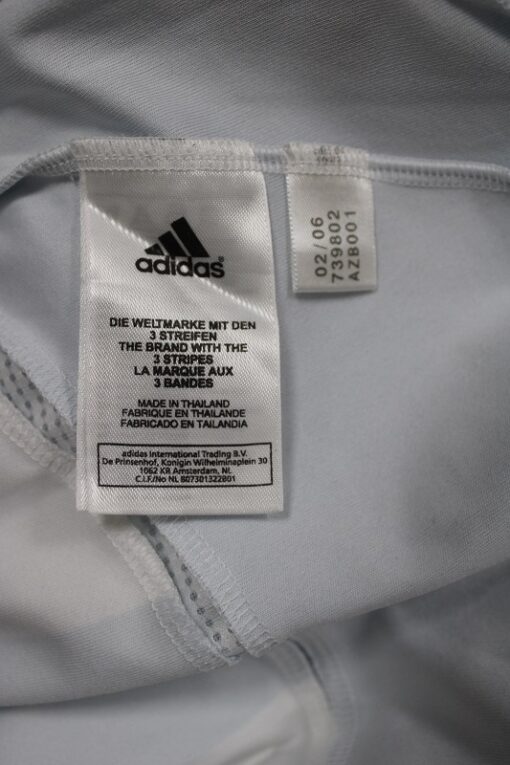 adidas
DIE WELTMARKE MIT DEN
3 STREIFEN
THE BRAND WITH THE
3 STRIPES
LA MARQUE AUX
3 BANDES
MADE IN THAILAND
FABRIQUE EN THAILANDE
FABRICADO EN TAILANDIA
adidas International Trading B.V.
De Prinsenhof, Konigin Wilhelminaplein 30
1062 KR Amsterdam, NL
C.I.F./No NL 807301322B01
02/06
739802
AZB001